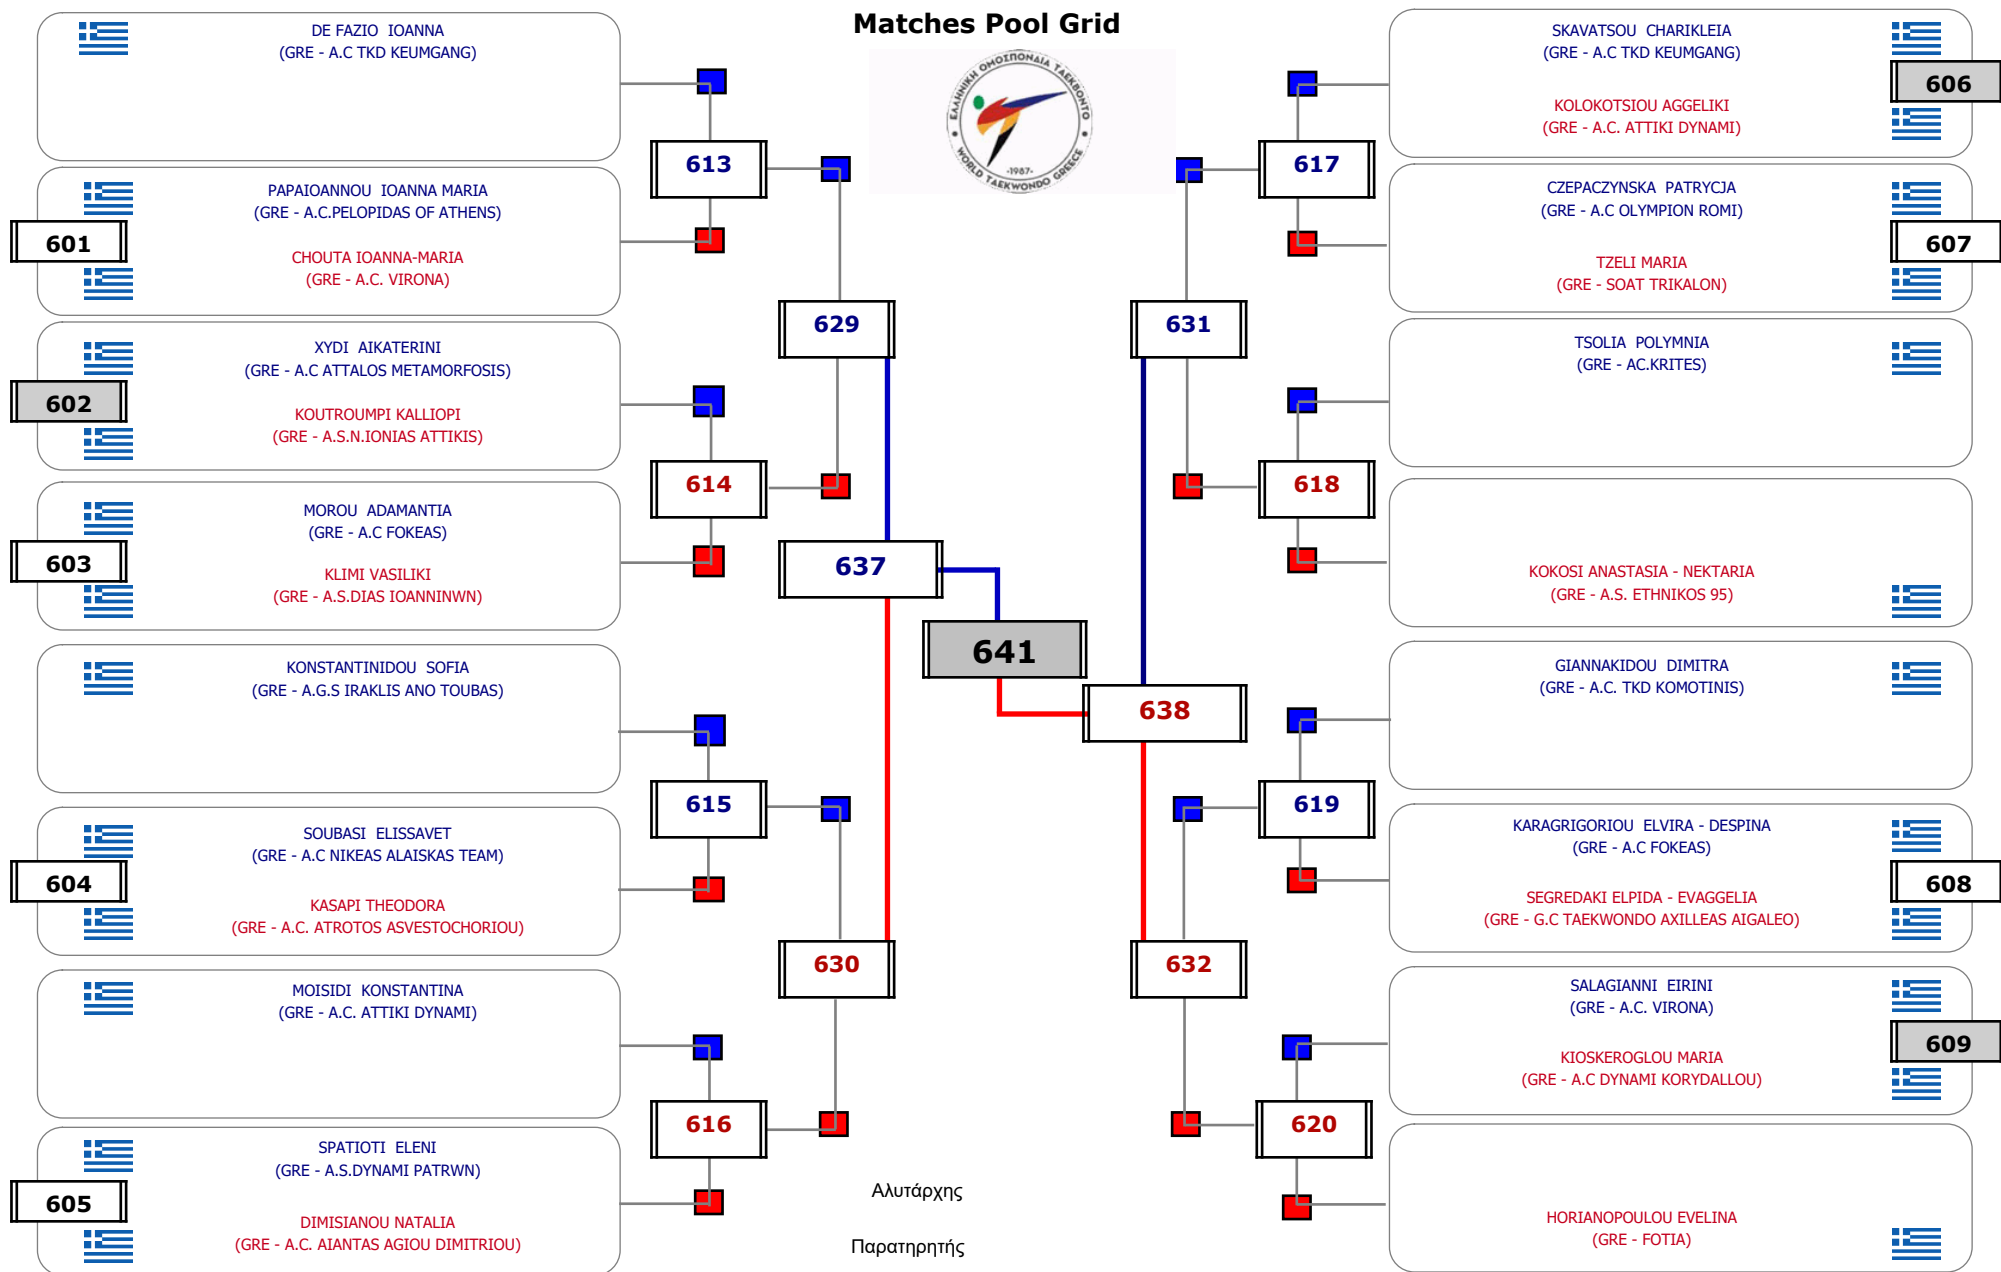 Matches Pool Grid
ΕΛΛΗΝΙΚΗ ΟΜΟΣΠΟΝΔΙΑ ΤΑΕΚΒΟΝΤΟ
-1987-
WORLD TAEKWONDO GREECE
DE FAZIO IOANNA
(GRE - A.C TKD KEUMGANG)
601
PAPAIOANNOU IOANNA MARIA
(GRE - A.C.PELOPIDAS OF ATHENS)
CHOUTA IOANNA-MARIA
(GRE - A.C. VIRONA)
602
XYDI AIKATERINI
(GRE - A.C ATTALOS METAMORFOSIS)
KOUTROUMPI KALLIOPI
(GRE - A.S.N.IONIAS ATTIKIS)
603
MOROU ADAMANTIA
(GRE - A.C FOKEAS)
KLIMI VASILIKI
(GRE - A.S.DIAS IOANNINWN)
KONSTANTINIDOU SOFIA
(GRE - A.G.S IRAKLIS ANO TOUBAS)
604
SOUBASI ELISSAVET
(GRE - A.C NIKEAS ALAISKAS TEAM)
KASAPI THEODORA
(GRE - A.C. ATROTOS ASVESTOCHORIOU)
MOISIDI KONSTANTINA
(GRE - A.C. ATTIKI DYNAMI)
605
SPATIOTI ELENI
(GRE - A.S.DYNAMI PATRWN)
DIMISIANOU NATALIA
(GRE - A.C. AIANTAS AGIOU DIMITRIOU)
613
614
615
616
629
630
637
641
638
631
632
617
618
619
620
SKAVATSOU CHARIKLEIA
(GRE - A.C TKD KEUMGANG)
606
KOLOKOTSIOU AGGELIKI
(GRE - A.C. ATTIKI DYNAMI)
CZEPACZYNSKA PATRYCJA
(GRE - A.C OLYMPION ROMI)
607
TZELI MARIA
(GRE - SOAT TRIKALON)
TSOLIA POLYMNIA
(GRE - AC.KRITES)
KOKOSI ANASTASIA - NEKTARIA
(GRE - A.S. ETHNIKOS 95)
GIANNAKIDOU DIMITRA
(GRE - A.C. TKD KOMOTINIS)
KARAGRIGORIOU ELVIRA - DESPINA
(GRE - A.C FOKEAS)
608
SEGREDAKI ELPIDA - EVAGGELIA
(GRE - G.C TAEKWONDO AXILLEAS AIGALEO)
SALAGIANNI EIRINI
(GRE - A.C. VIRONA)
609
KIOSKEROGLOU MARIA
(GRE - A.C DYNAMI KORYDALLOU)
HORIANOPOULOU EVELINA
(GRE - FOTIA)
Αλυτάρχης
Παρατηρητής